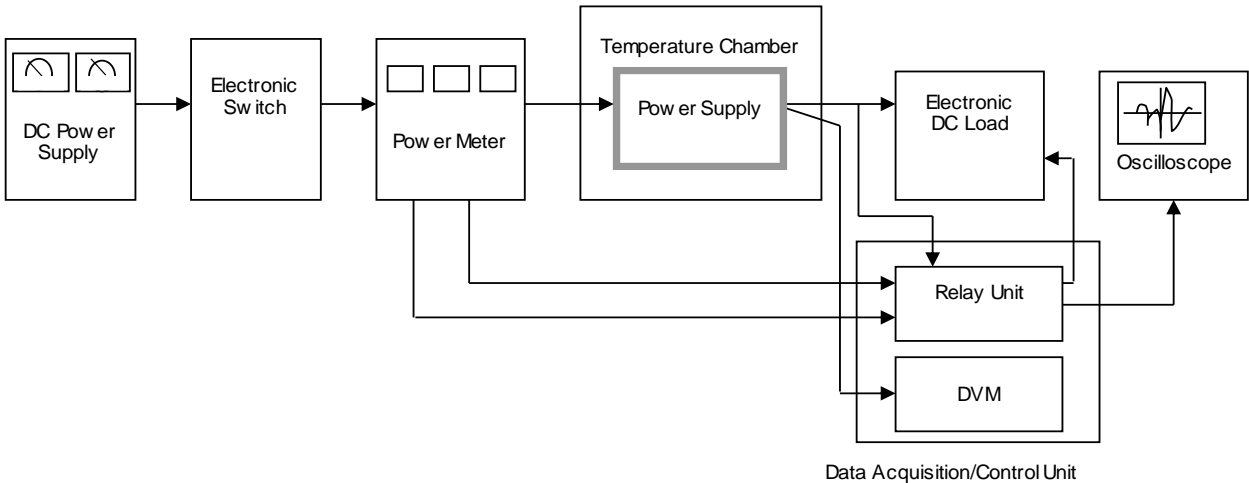 Temperature Chamber
DC Power
Supply
Electronic
Switch
Power Meter
Power Supply
Electronic
DC Load
Oscilloscope
Relay Unit
DVM
Data Acquisition/Control Unit